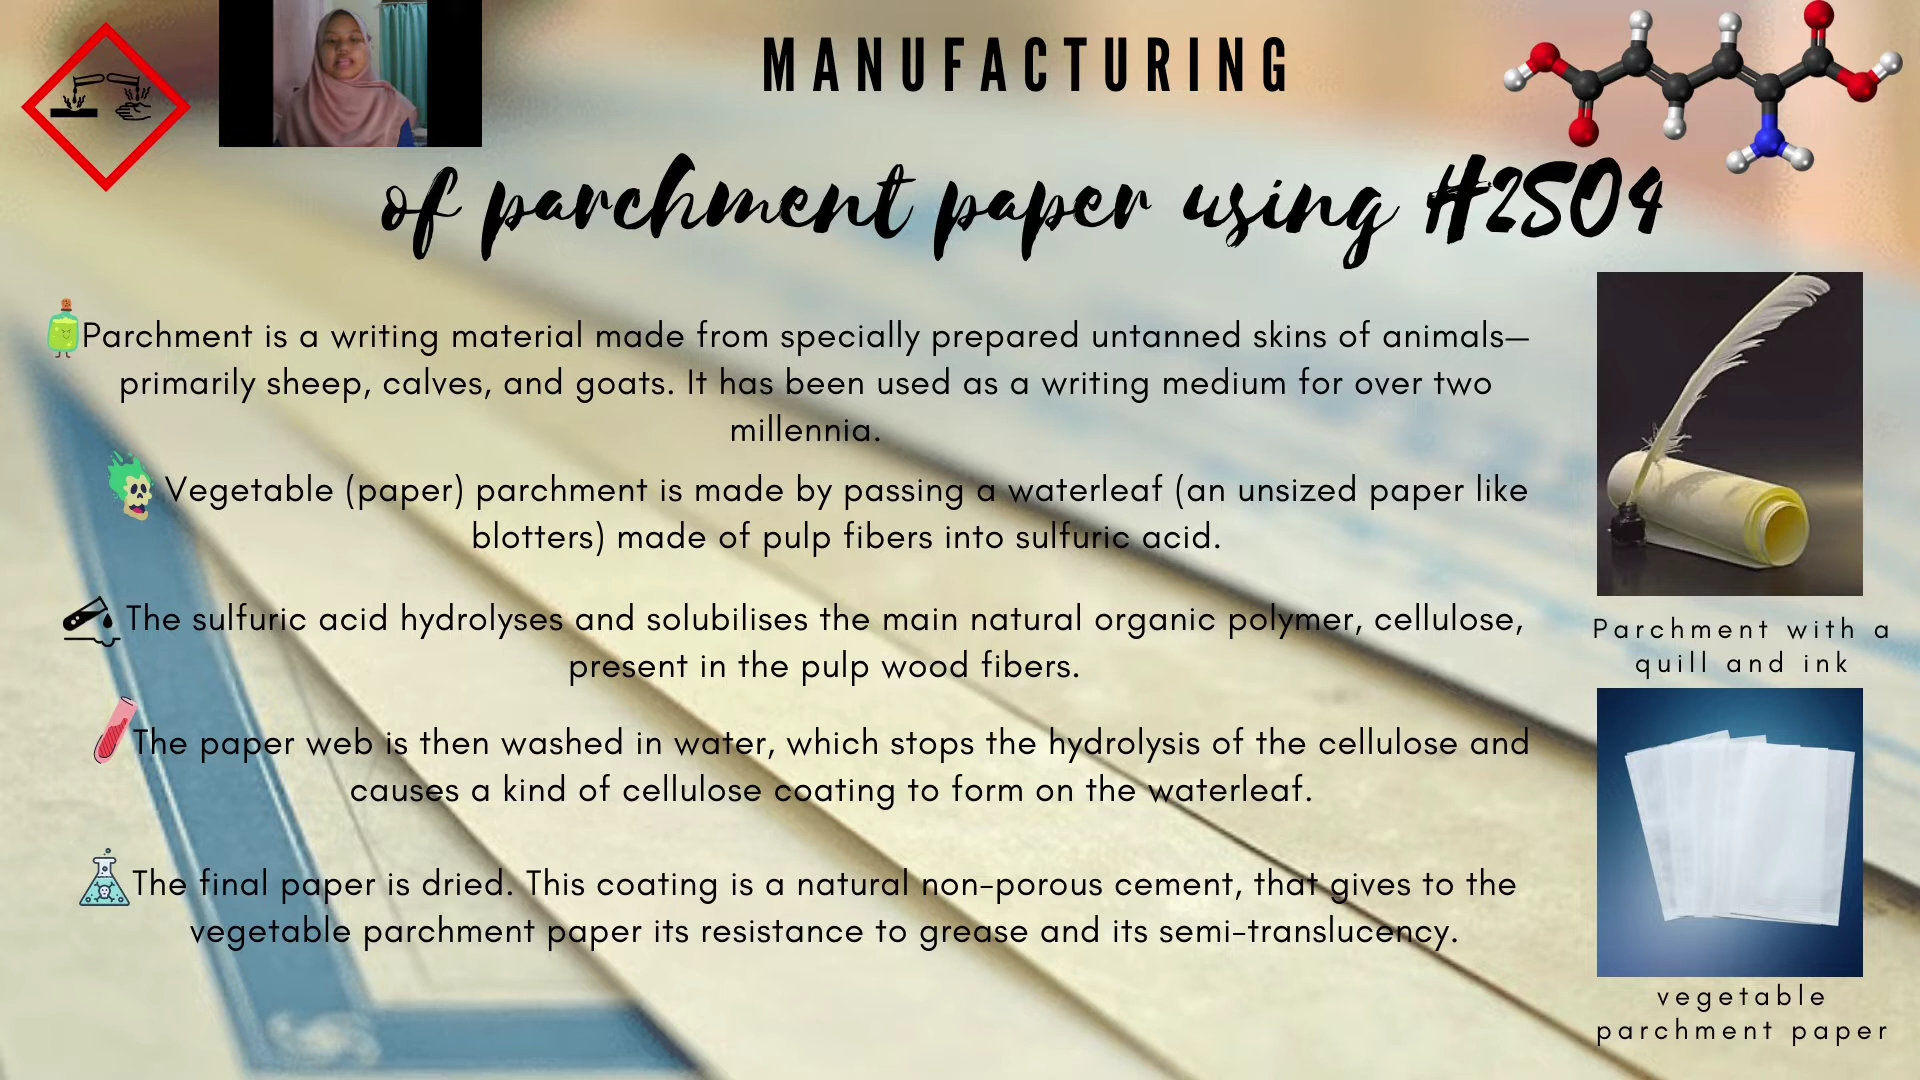 MANUFACTURING
of parchment paper using H2SO4
Parchment is a writing material made from specially prepared untanned skins of animals—
primarily sheep, calves, and goats. It has been used as a writing medium for over two
millennia.
Vegetable (paper) parchment is made by passing a waterleaf (an unsized paper like
blotters) made of pulp fibers into sulfuric acid.
The sulfuric acid hydrolyses and solubilises the main natural organic polymer, cellulose,
present in the pulp wood fibers.
The paper web is then washed in water, which stops the hydrolysis of the cellulose and
causes a kind of cellulose coating to form on the waterleaf.
The final paper is dried. This coating is a natural non-porous cement, that gives to the
vegetable parchment paper its resistance to grease and its semi-translucency.
Parchment with a
quill and ink
vegetable
parchment paper